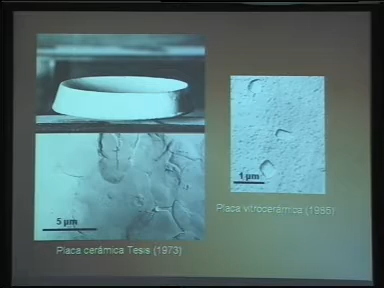 5 µm
Placa cerámica Tesis (1973)
1 µm
Placa vitrocerámica (1985)